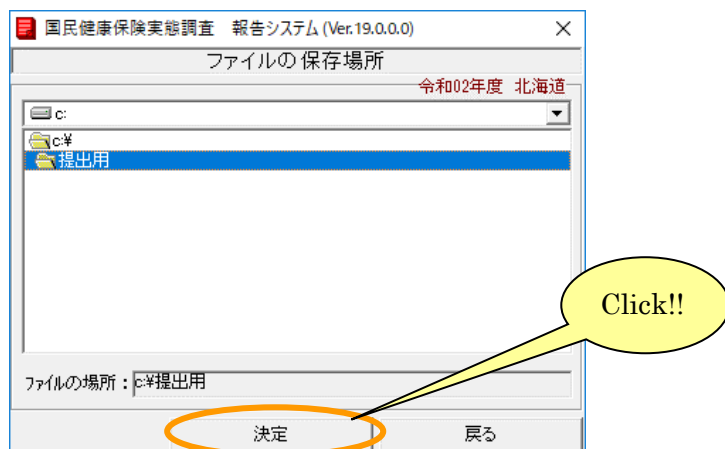 国民健康保険実態調査 報告システム (Ver.19.0.0.0)
ファイルの保存場所
令和02年度 北海道
c:
c:¥
提出用
Click!!
ファイルの場所：c:¥提出用
決定 戻る